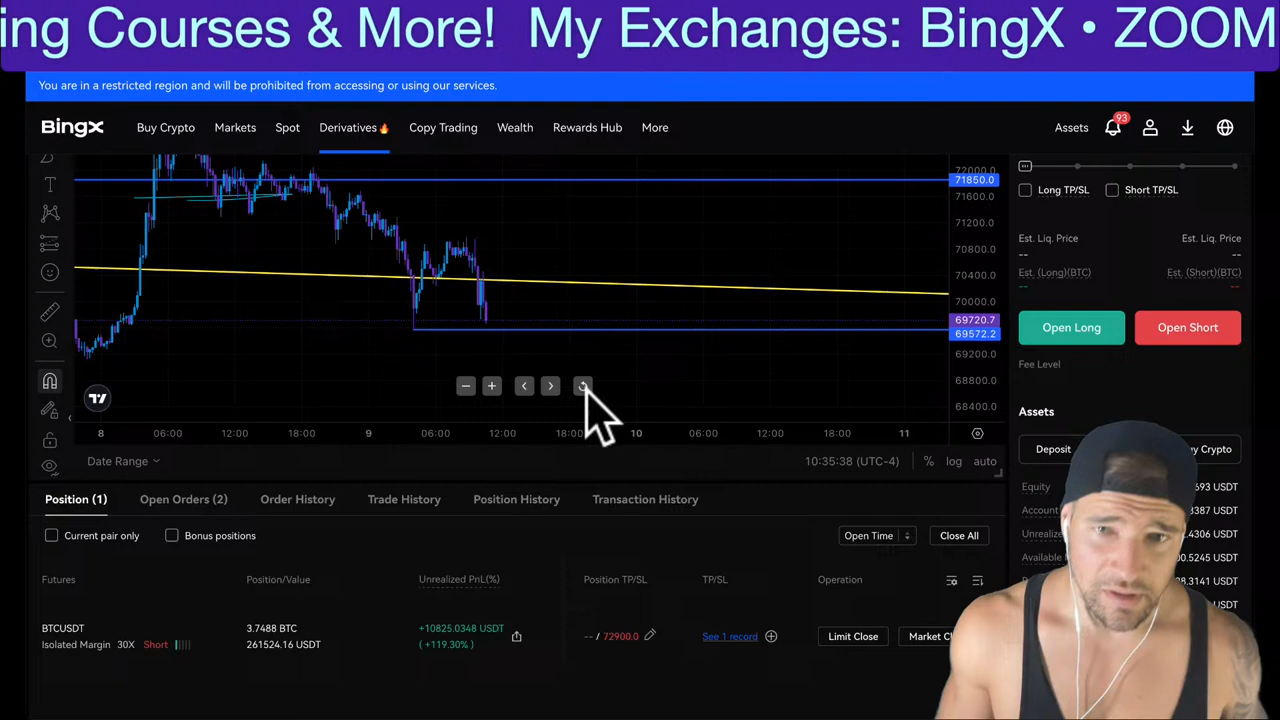 ing Courses & More! My Exchanges: BingX • ZOOM
You are in a restricted region and will be prohibited from accessing or using our services.
BingX Buy Crypto Markets Spot Derivatives🔥 Copy Trading Wealth Rewards Hub More Assets 93
72000.0
71850.0
71600.0
71200.0
70800.0
70400.0
70000.0
69720.7
69572.2
69200.0
68800.0
68400.0
8 06:00 12:00 18:00 9 06:00 12:00 18:00 10 06:00 12:00 18:00 11
Date Range 10:35:38 (UTC-4) % log auto
Long TP/SL Short TP/SL
Est. Liq. Price Est. Liq. Price
-- --
Est. (Long)(BTC) Est. (Short)(BTC)
-- --
Open Long Open Short
Fee Level
Assets
Deposit y Crypto
Equity 693 USDT
Account 3387 USDT
Unrealiz .4306 USDT
Available 00.5245 USDT
P 28.3141 USDT
USDT
Position (1) Open Orders (2) Order History Trade History Position History Transaction History
Current pair only Bonus positions Open Time Close All
Futures Position/Value Unrealized PnL(%) Position TP/SL TP/SL Operation
BTCUSDT 3.7488 BTC +10825.0348 USDT
-- / 72900.0 See 1 record Limit Close Market Cl
Isolated Margin 30X Short 261524.16 USDT ( +119.30% )